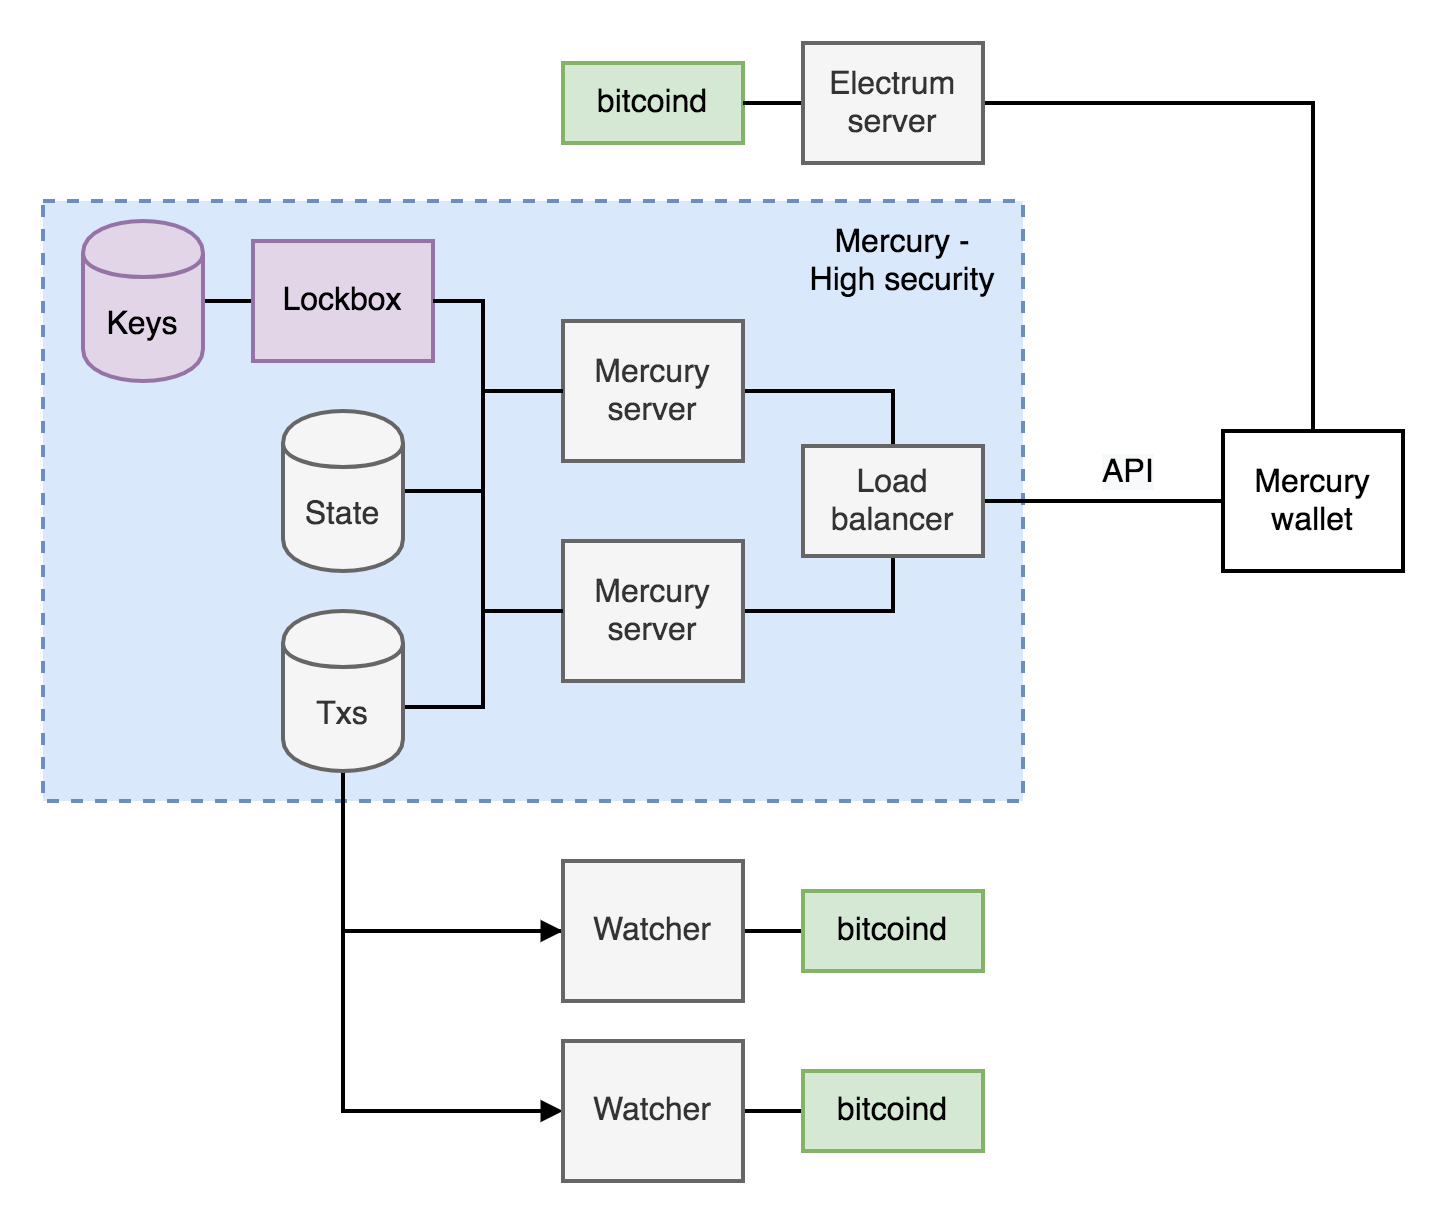 bitcoind
Electrum
server
Mercury -
High security
Keys
Lockbox
Mercury
server
State
Load
balancer
API
Mercury
wallet
Mercury
server
Txs
Watcher
bitcoind
Watcher
bitcoind